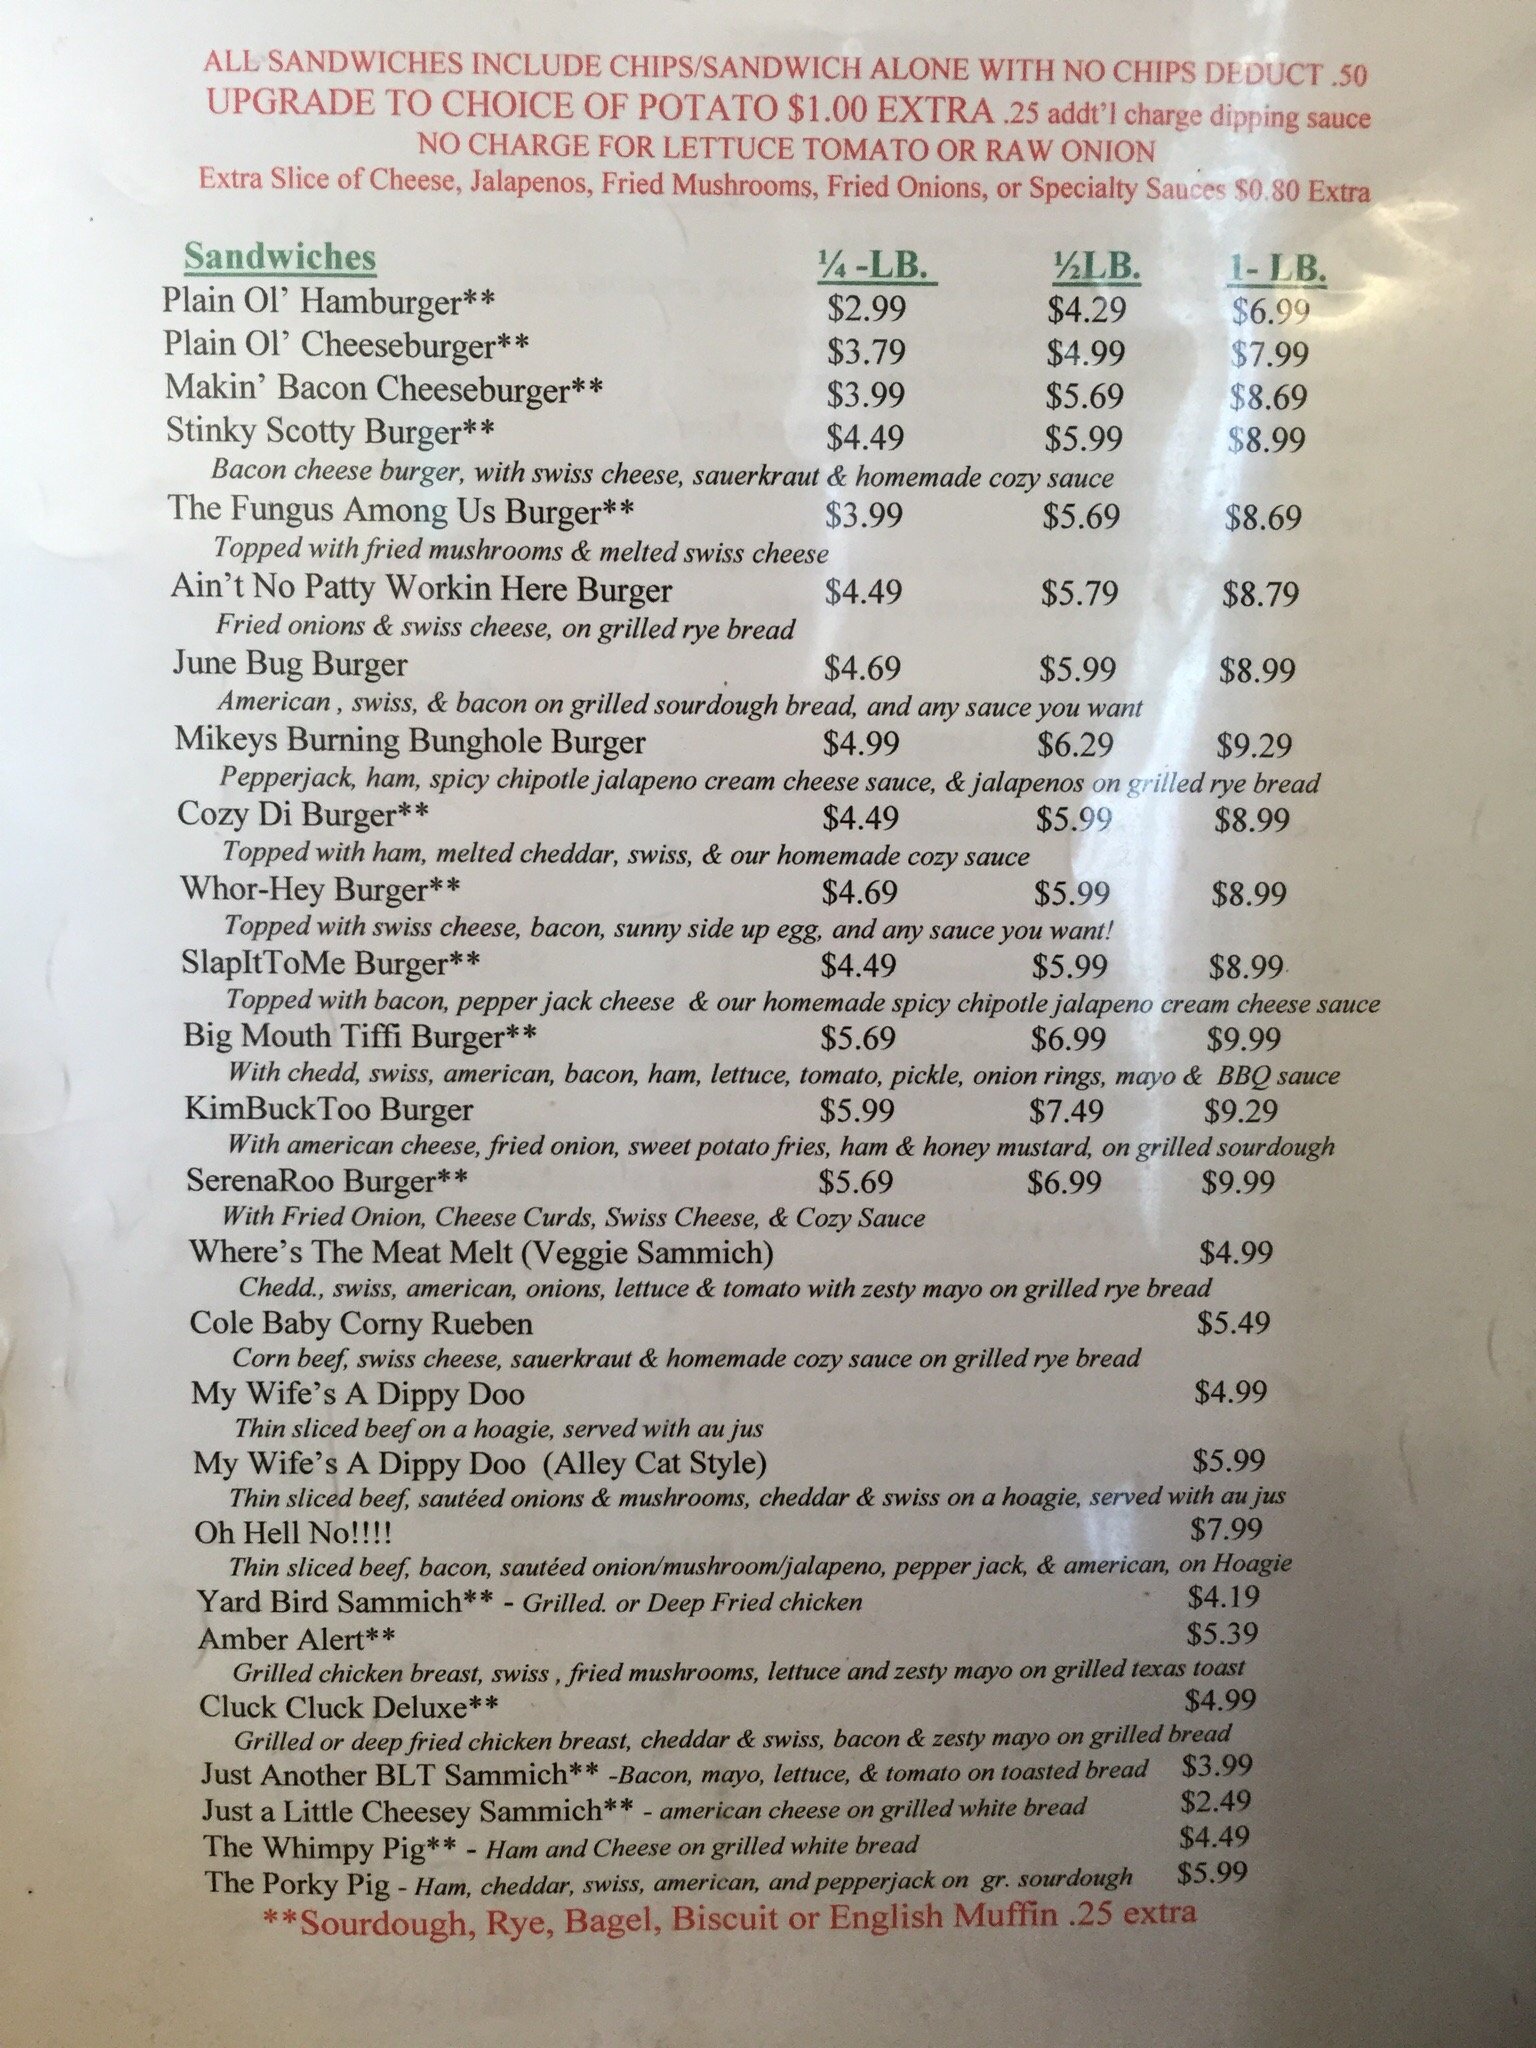 ALL SANDWICHES INCLUDE CHIPS/SANDWICH ALONE WITH NO CHIPS DEDUCT .50
UPGRADE TO CHOICE OF POTATO $1.00 EXTRA .25 addt'l charge dipping sauce
NO CHARGE FOR LETTUCE TOMATO OR RAW ONION
Extra Slice of Cheese, Jalapenos, Fried Mushrooms, Fried Onions, or Specialty Sauces $0.80 Extra
Sandwiches ¼ -LB. ½LB. 1- LB.
Plain Ol' Hamburger** $2.99 $4.29 $6.99
Plain Ol' Cheeseburger** $3.79 $4.99 $7.99
Makin' Bacon Cheeseburger** $3.99 $5.69 $8.69
Stinky Scotty Burger** $4.49 $5.99 $8.99
Bacon cheese burger, with swiss cheese, sauerkraut & homemade cozy sauce
The Fungus Among Us Burger** $3.99 $5.69 $8.69
Topped with fried mushrooms & melted swiss cheese
Ain't No Patty Workin Here Burger $4.49 $5.79 $8.79
Fried onions & swiss cheese, on grilled rye bread
June Bug Burger $4.69 $5.99 $8.99
American , swiss, & bacon on grilled sourdough bread, and any sauce you want
Mikeys Burning Bunghole Burger $4.99 $6.29 $9.29
Pepperjack, ham, spicy chipotle jalapeno cream cheese sauce, & jalapenos on grilled rye bread
Cozy Di Burger** $4.49 $5.99 $8.99
Topped with ham, melted cheddar, swiss, & our homemade cozy sauce
Whor-Hey Burger** $4.69 $5.99 $8.99
Topped with swiss cheese, bacon, sunny side up egg, and any sauce you want!
SlapItToMe Burger** $4.49 $5.99 $8.99
Topped with bacon, pepper jack cheese & our homemade spicy chipotle jalapeno cream cheese sauce
Big Mouth Tiffi Burger** $5.69 $6.99 $9.99
With chedd, swiss, american, bacon, ham, lettuce, tomato, pickle, onion rings, mayo & BBQ sauce
KimBuckToo Burger $5.99 $7.49 $9.29
With american cheese, fried onion, sweet potato fries, ham & honey mustard, on grilled sourdough
SerenaRoo Burger** $5.69 $6.99 $9.99
With Fried Onion, Cheese Curds, Swiss Cheese, & Cozy Sauce
Where's The Meat Melt (Veggie Sammich) $4.99
Chedd., swiss, american, onions, lettuce & tomato with zesty mayo on grilled rye bread
Cole Baby Corny Rueben $5.49
Corn beef, swiss cheese, sauerkraut & homemade cozy sauce on grilled rye bread
My Wife's A Dippy Doo $4.99
Thin sliced beef on a hoagie, served with au jus
My Wife's A Dippy Doo (Alley Cat Style) $5.99
Thin sliced beef, sautéed onions & mushrooms, cheddar & swiss on a hoagie, served with au jus
Oh Hell No!!!! $7.99
Thin sliced beef, bacon, sautéed onion/mushroom/jalapeno, pepper jack, & american, on Hoagie
Yard Bird Sammich** - Grilled. or Deep Fried chicken $4.19
Amber Alert** $5.39
Grilled chicken breast, swiss , fried mushrooms, lettuce and zesty mayo on grilled texas toast
Cluck Cluck Deluxe** $4.99
Grilled or deep fried chicken breast, cheddar & swiss, bacon & zesty mayo on grilled bread
Just Another BLT Sammich** -Bacon, mayo, lettuce, & tomato on toasted bread $3.99
Just a Little Cheesey Sammich** - american cheese on grilled white bread $2.49
The Whimpy Pig** - Ham and Cheese on grilled white bread $4.49
The Porky Pig - Ham, cheddar, swiss, american, and pepperjack on gr. sourdough $5.99
**Sourdough, Rye, Bagel, Biscuit or English Muffin .25 extra